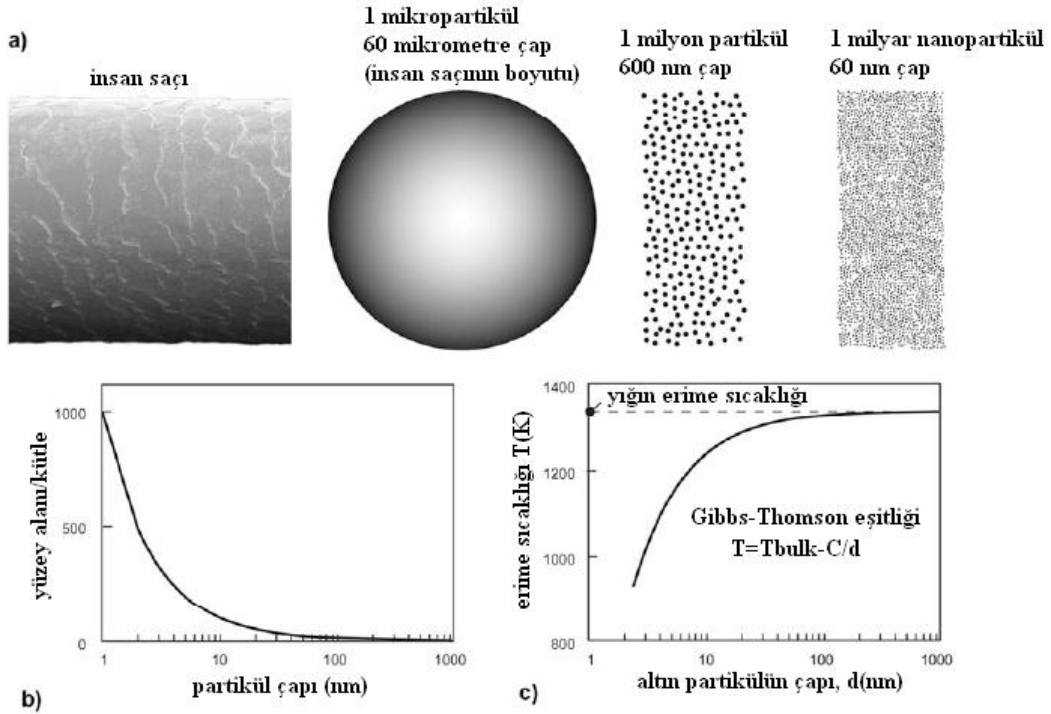 a)
insan saçı
1 mikropartikül
60 mikrometre çap
(insan saçının boyutu)
1 milyon partikül
600 nm çap
1 milyar nanopartikül
60 nm çap
yüzey alanı/kütle
1000
500
0
1
10
100
1000
partikül çapı (nm)
b)
erime sıcaklığı T(K)
1400
1200
1000
800
yığın erime sıcaklığı
Gibbs-Thomson eşitliği
T=Tbulk-C/d
1
10
100
1000
altın partikülün çapı, d(nm)
c)